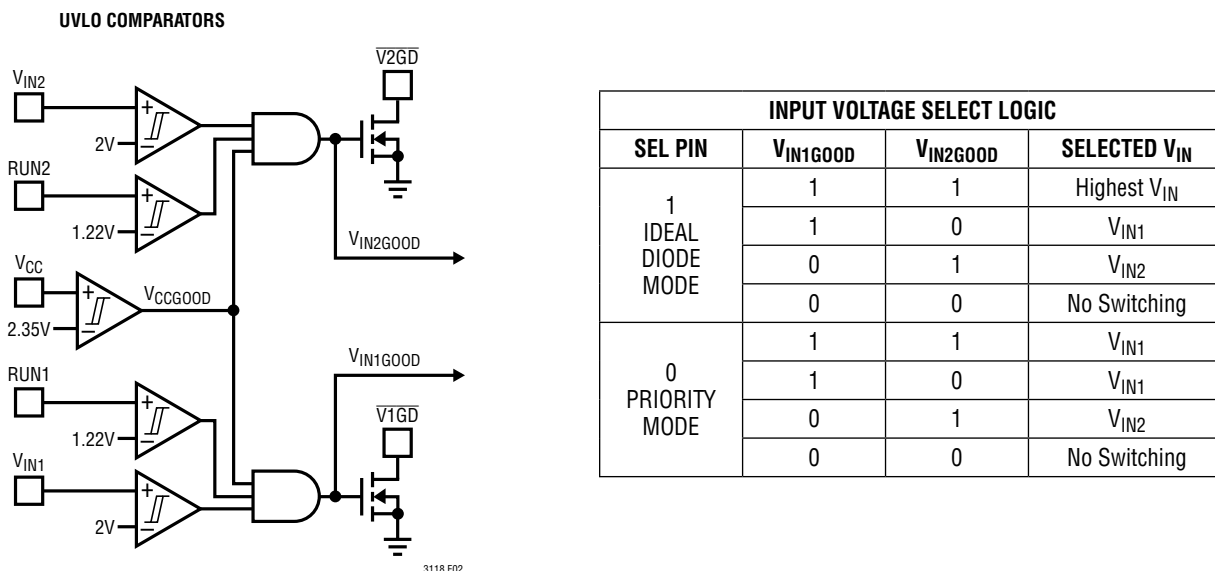 UVLO COMPARATORS
V2GD
VIN2
2V
RUN2
1.22V
VIN2GOOD
VCC
VCCGOOD
2.35V
VIN1GOOD
RUN1
V1GD
1.22V
VIN1
2V
3118 F02
INPUT VOLTAGE SELECT LOGIC
SEL PIN VIN1GOOD VIN2GOOD SELECTED VIN
1 IDEAL DIODE MODE
1 1 Highest VIN
1 0 VIN1
0 1 VIN2
0 0 No Switching
0 PRIORITY MODE
1 1 VIN1
1 0 VIN1
0 1 VIN2
0 0 No Switching